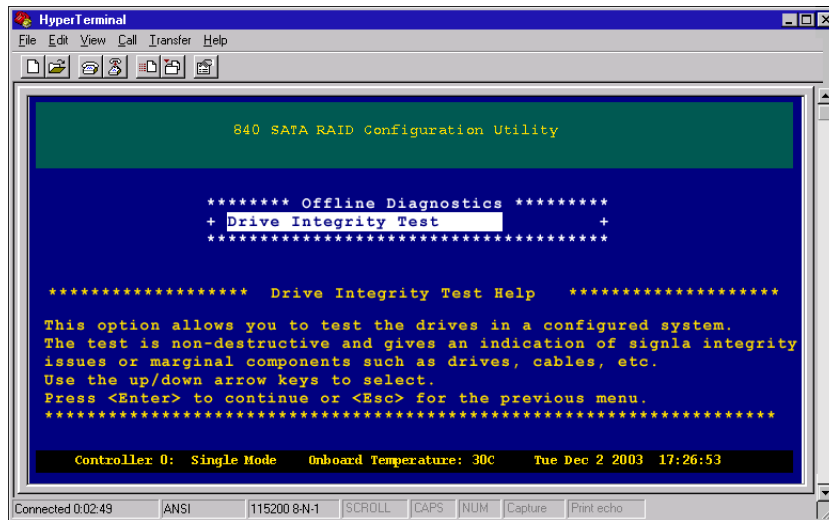 HyperTerminal
File Edit View Call Transfer Help
840 SATA RAID Configuration Utility
******** Offline Diagnostics *********
+ Drive Integrity Test +
***************************************
******************* Drive Integrity Test Help ********************
This option allows you to test the drives in a configured system.
The test is non-destructive and gives an indication of signla integrity
issues or marginal components such as drives, cables, etc.
Use the up/down arrow keys to select.
Press <Enter> to continue or <Esc> for the previous menu.
**********************************************************************
Controller 0: Single Mode Onboard Temperature: 30C Tue Dec 2 2003 17:26:53
Connected 0:02:49 ANSI 115200 8-N-1 SCROLL CAPS NUM Capture Print echo